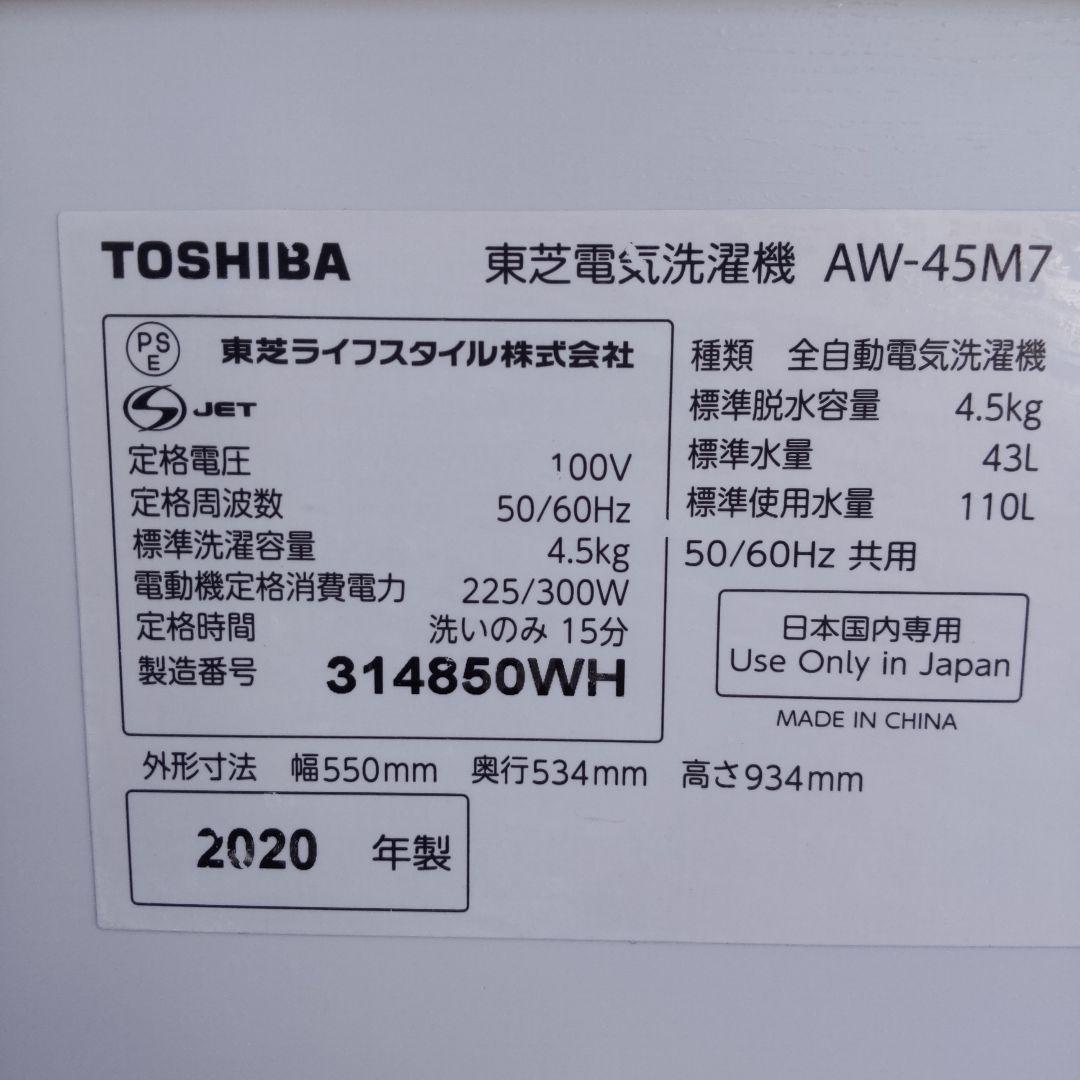 TOSHIBA 東芝電気洗濯機 AW-45M7
PSE 東芝ライフスタイル株式会社
S JET
定格電圧 100V
定格周波数 50/60Hz
標準洗濯容量 4.5kg
電動機定格消費電力 225/300W
定格時間 洗いのみ 15分
製造番号 314850WH
種類 全自動電気洗濯機
標準脱水容量 4.5kg
標準水量 43L
標準使用水量 110L
50/60Hz 共用
日本国内専用
Use Only in Japan
MADE IN CHINA
外形寸法 幅550mm 奥行534mm 高さ934mm
2020 年製